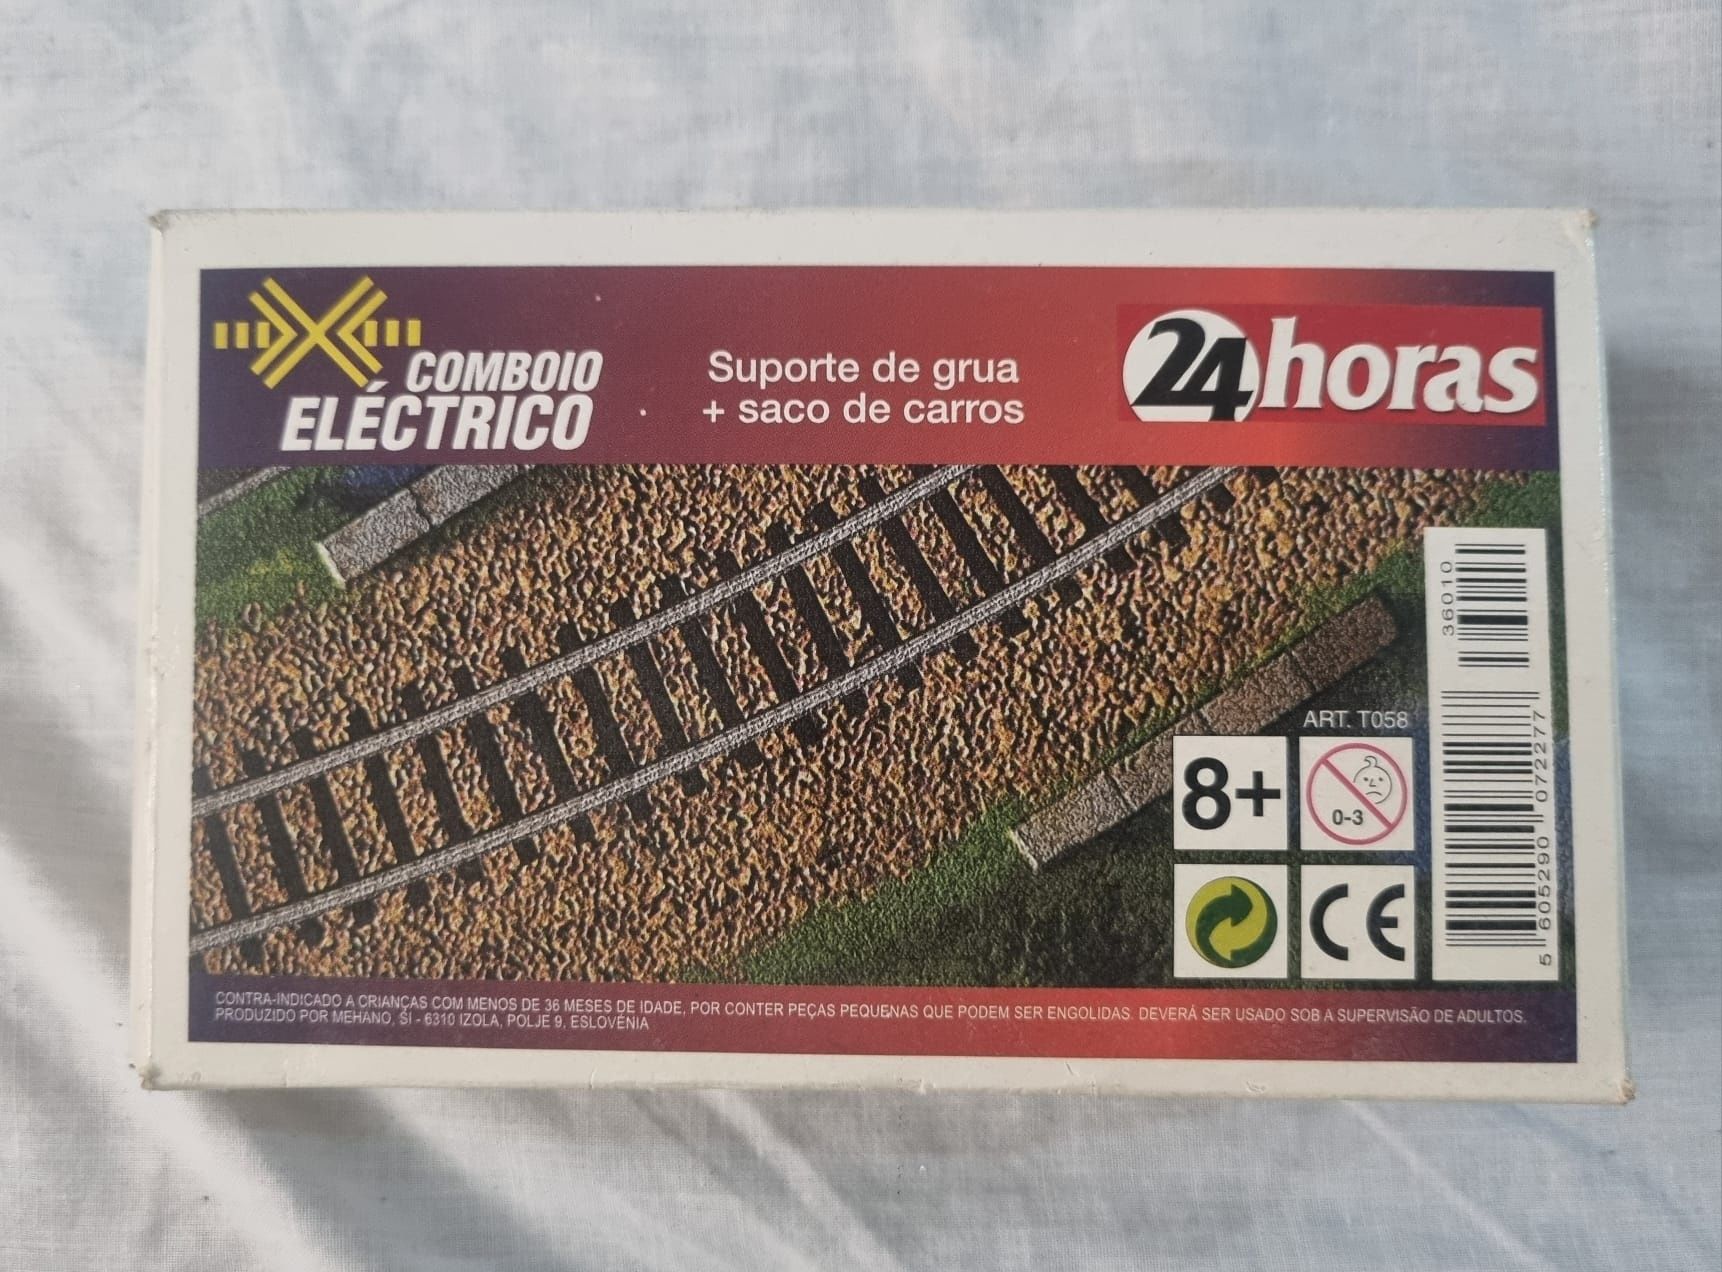 COMBOIO
ELÉCTRICO
Suporte de grua
+ saco de carros
24horas
36010
ART. T058
8+
0-3
CE
5 605290 072277
CONTRA-INDICADO A CRIANÇAS COM MENOS DE 36 MESES DE IDADE, POR CONTER PEÇAS PEQUENAS QUE PODEM SER ENGOLIDAS. DEVERÁ SER USADO SOB A SUPERVISÃO DE ADULTOS.
PRODUZIDO POR MEHANO, SI - 6310 IZOLA, POLJE 9, ESLOVÉNIA